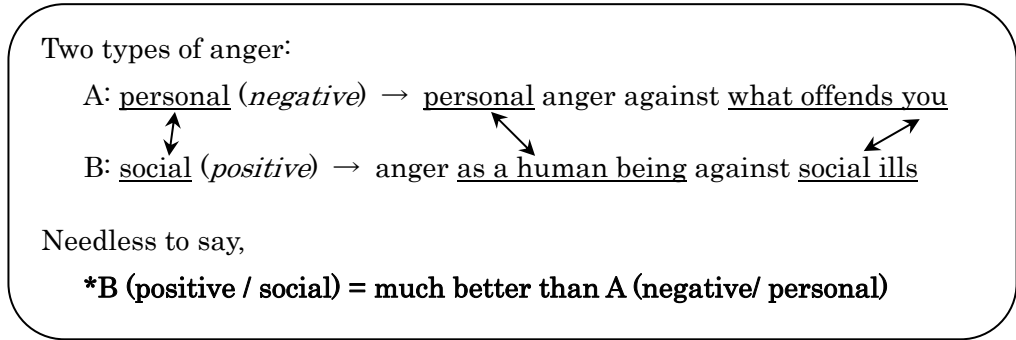 Two types of anger:
A: personal (negative) → personal anger against what offends you
B: social (positive) → anger as a human being against social ills
Needless to say,
*B (positive / social) = much better than A (negative/ personal)